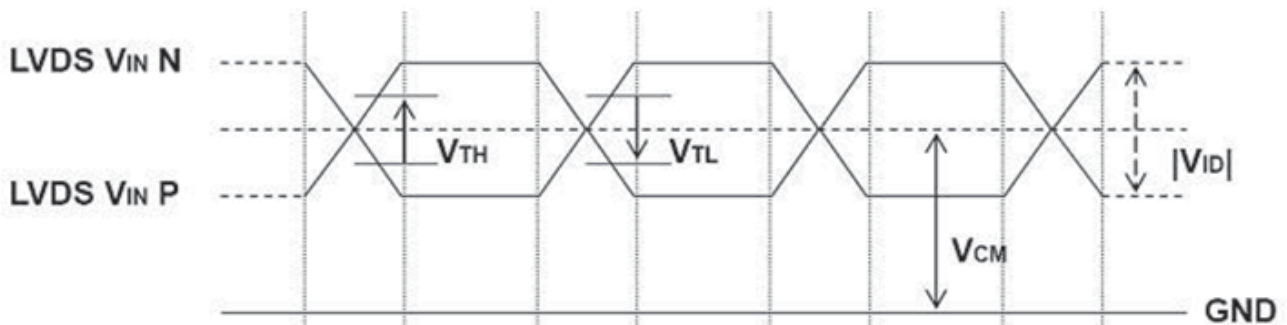 LVDS VIN N
VTH
VTL
|VID|
LVDS VIN P
VCM
GND